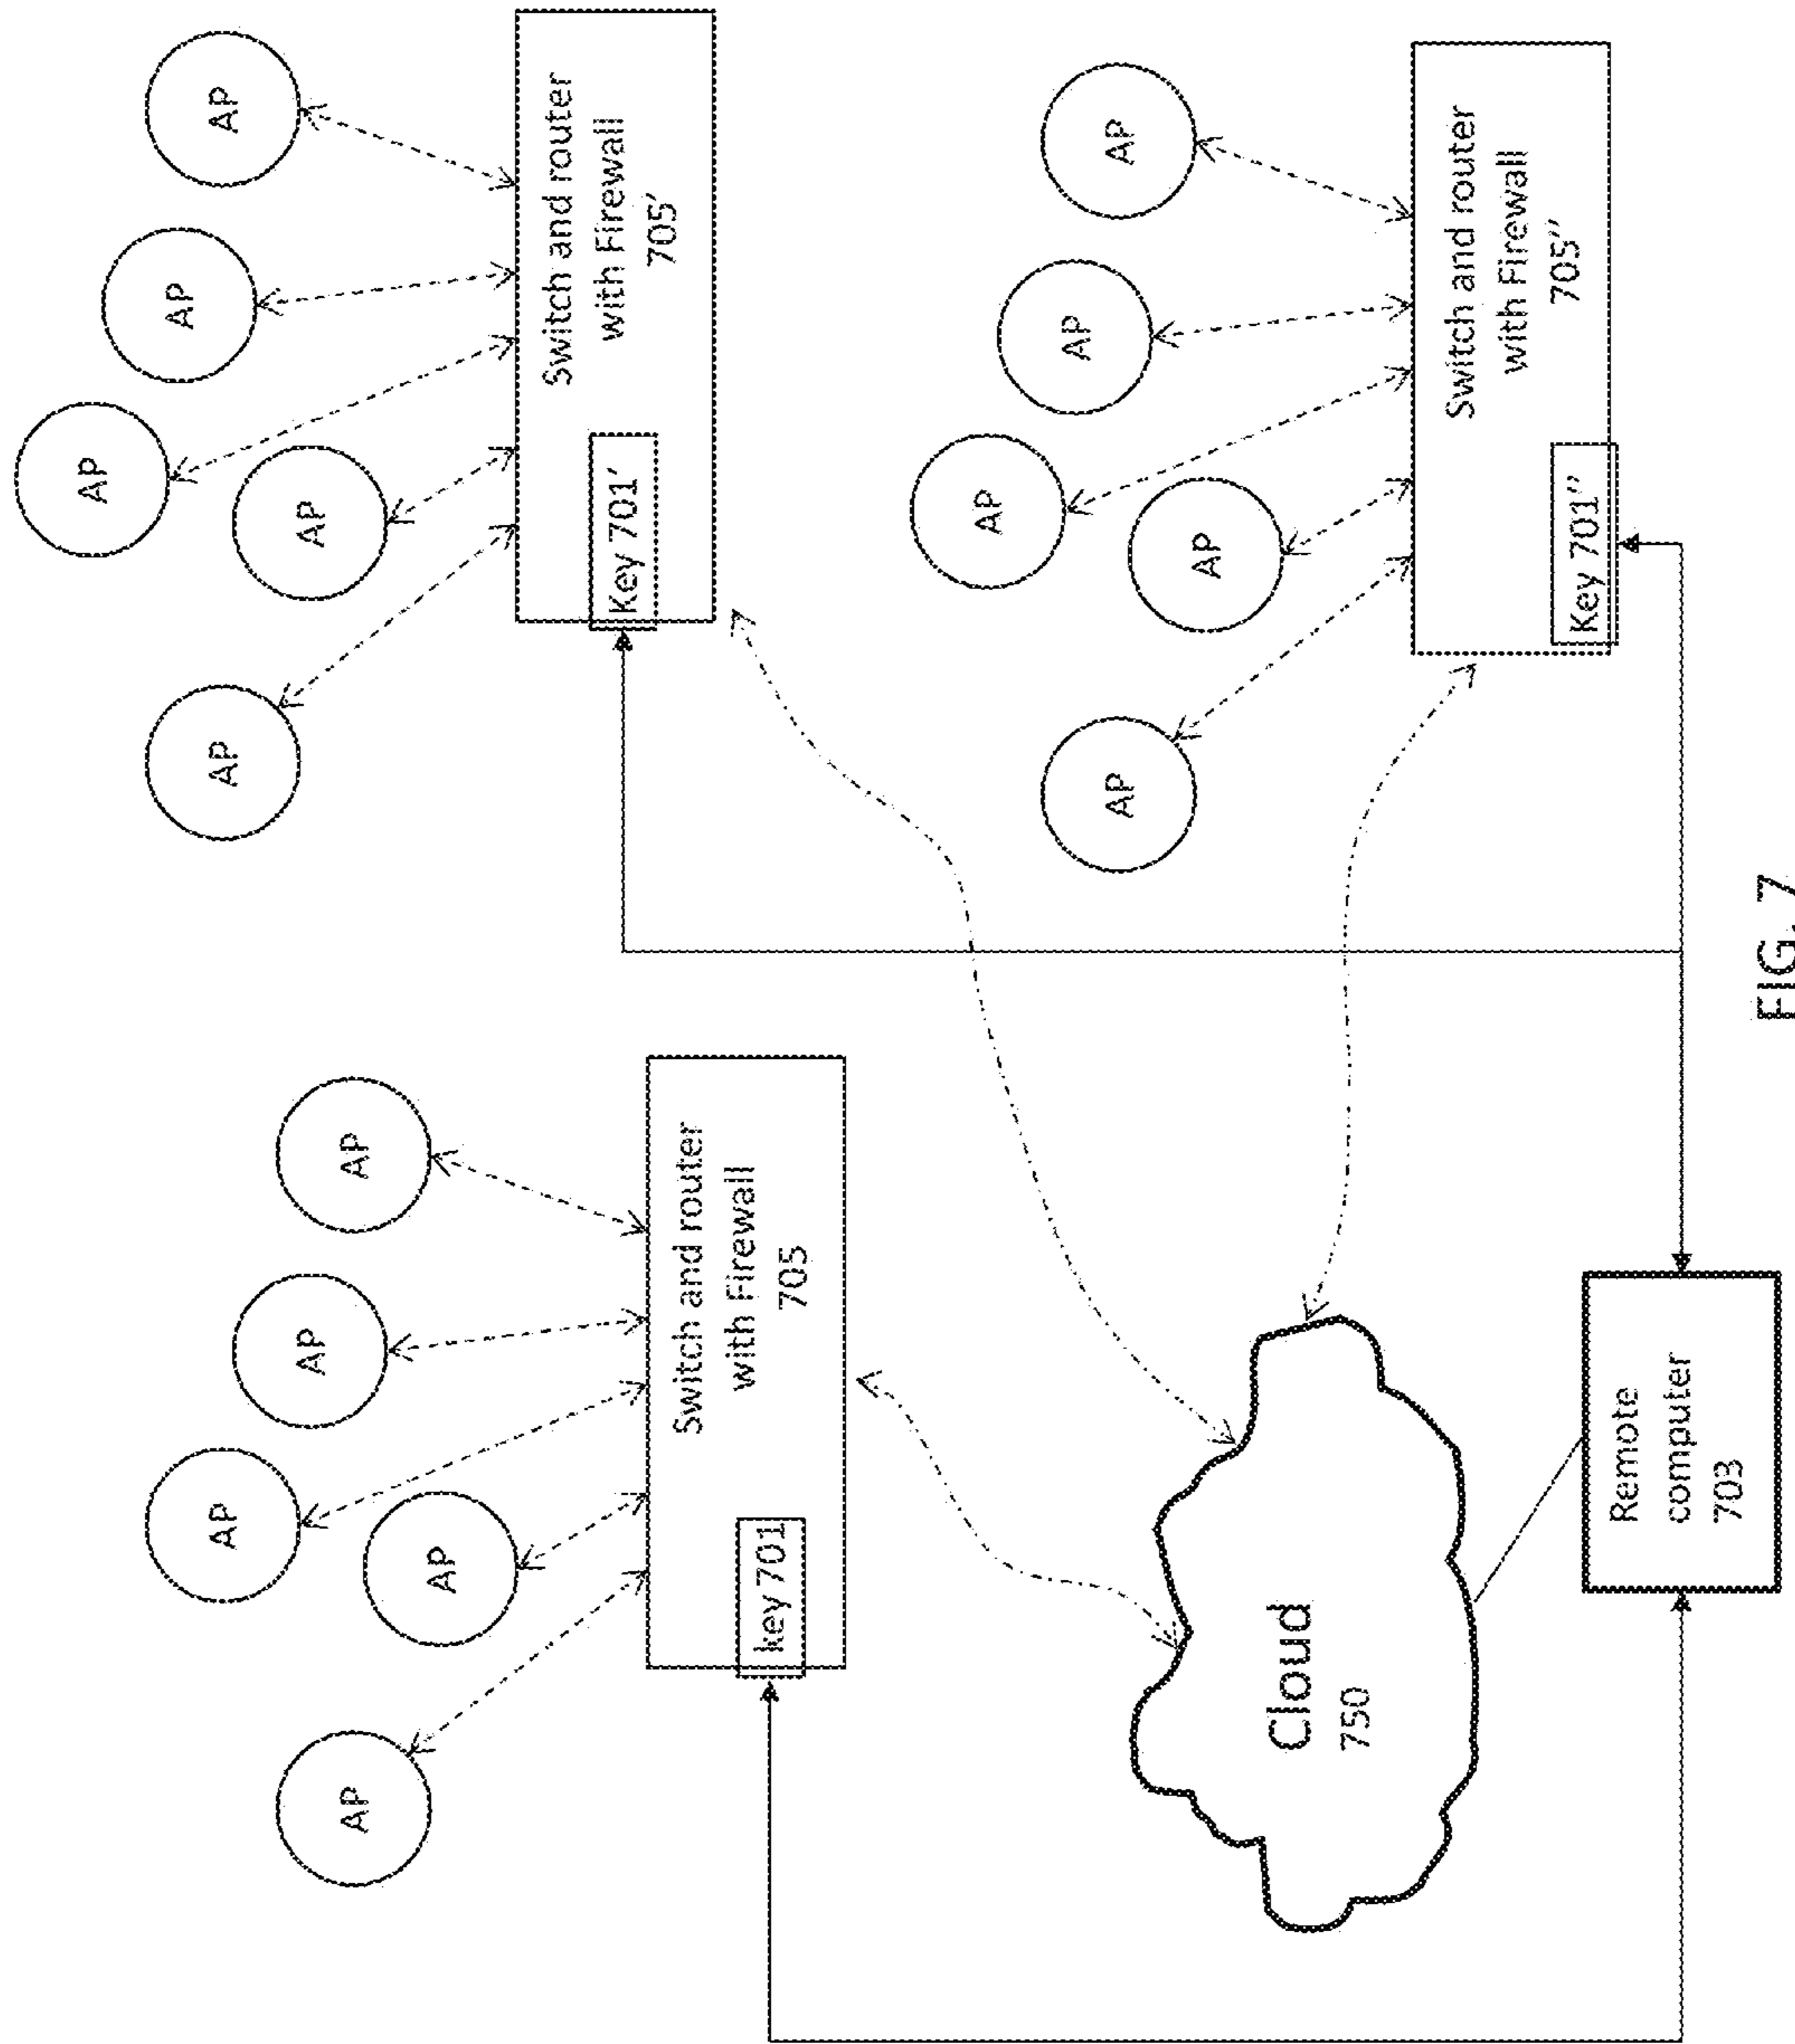 AP
AP
AP
AP
AP
Switch and router
with Firewall
705
key 701
AP
AP
AP
AP
AP
Switch and router
with Firewall
705'
Key 701'
AP
AP
AP
AP
AP
Switch and router
with Firewall
705''
Key 701''
Cloud
750
Remote
computer
703
FIG. 7